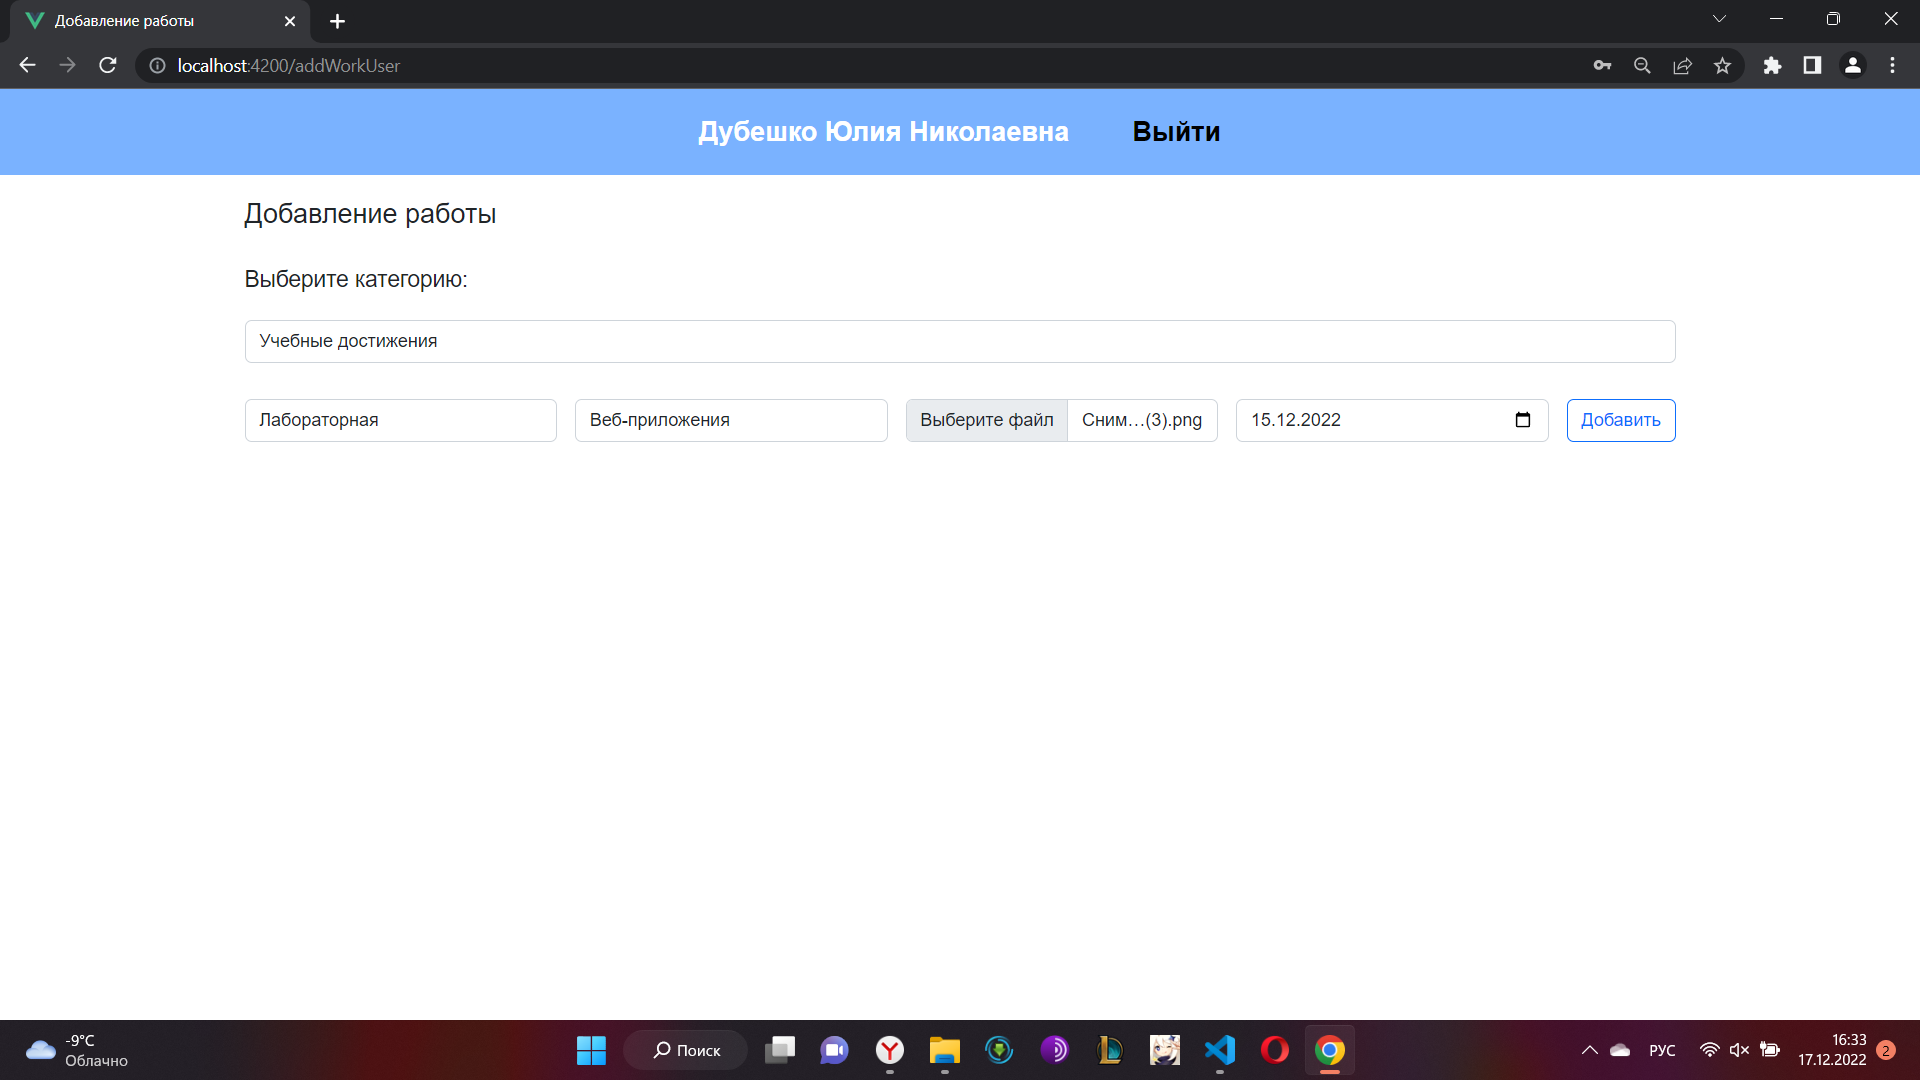 Добавление работы
localhost:4200/addWorkUser
Дубешко Юлия Николаевна Выйти
Добавление работы
Выберите категорию:
Учебные достижения
Лабораторная Веб-приложения Выберите файл Сним...(3).png 15.12.2022 Добавить
-9°C
Облачно
Поиск
РУС
16:33
17.12.2022
2